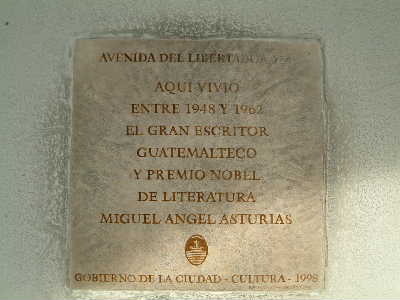 AVENIDA DEL LIBERTADOR
AQUI VIVIO
ENTRE 1948 Y 1962
EL GRAN ESCRITOR
GUATEMALTECO
Y PREMIO NOBEL
DE LITERATURA
MIGUEL ANGEL ASTURIAS
GOBIERNO DE LA CIUDAD - CULTURA - 1998